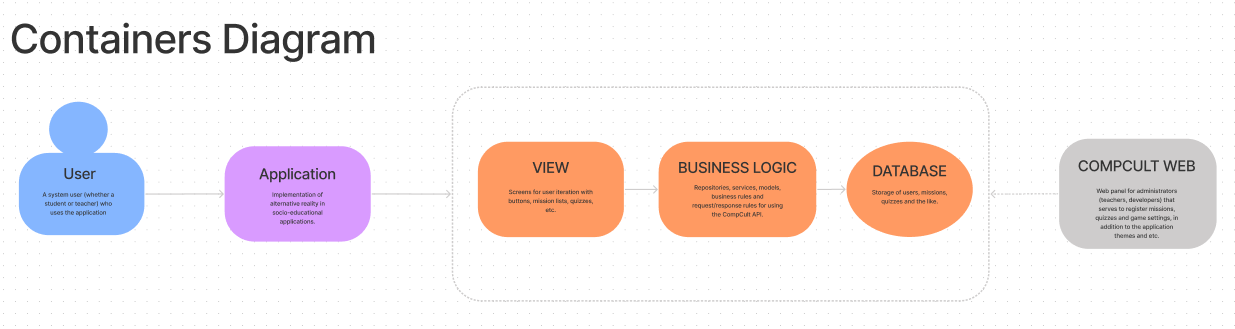 Containers Diagram
User
A system user (whether a
student or teacher) who
uses the application
Application
Implementation of
alternative reality in
socio-educational
applications.
VIEW
Screens for user iteration with
buttons, mission lists, quizzes,
etc.
BUSINESS LOGIC
Repositories, services, models,
business rules and
request/response rules for using
the CompCult API.
DATABASE
Storage of users, missions,
quizzes and the like.
COMPCULT WEB
Web panel for administrators
(teachers, developers) that
serves to register missions,
quizzes and game settings, in
addition to the application
themes and etc.